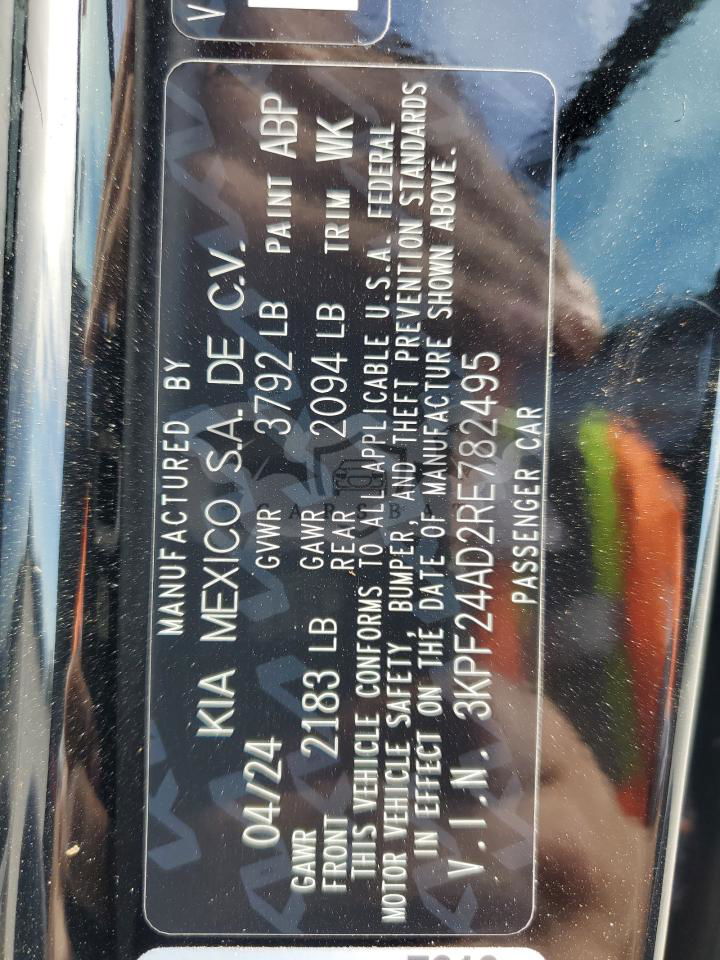 MANUFACTURED BY
KIA MEXICO S.A. DE C.V.
04/24 GVWR 3792 LB PAINT ABP
GAWR FRONT 2183 LB GAWR REAR 2094 LB TRIM WK
THIS VEHICLE CONFORMS TO ALL APPLICABLE U.S.A. FEDERAL
MOTOR VEHICLE SAFETY, BUMPER, AND THEFT PREVENTION STANDARDS
IN EFFECT ON THE DATE OF MANUFACTURE SHOWN ABOVE.
V.I.N. 3KPF24AD2RE782495
PASSENGER CAR